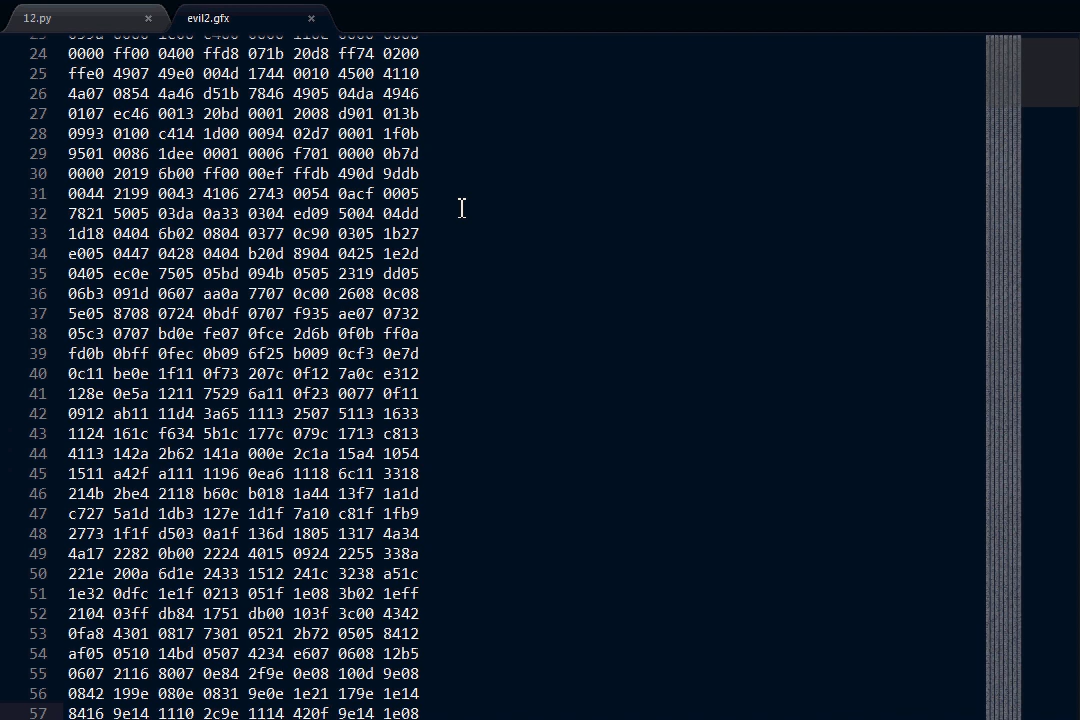 12.py × evil2.gfx ×
24 0000 ff00 0400 ffd8 071b 20d8 ff74 0200
25 ffe0 4907 49e0 004d 1744 0010 4500 4110
26 4a07 0854 4a46 d51b 7846 4905 04da 4946
27 0107 ec46 0013 20bd 0001 2008 d901 013b
28 0993 0100 c414 1d00 0094 02d7 0001 1f0b
29 9501 0086 1dee 0001 0006 f701 0000 0b7d
30 0000 2019 6b00 ff00 00ef ffdb 490d 9ddb
31 0044 2199 0043 4106 2743 0054 0acf 0005
32 7821 5005 03da 0a33 0304 ed09 5004 04dd
33 1d18 0404 6b02 0804 0377 0c90 0305 1b27
34 e005 0447 0428 0404 b20d 8904 0425 1e2d
35 0405 ec0e 7505 05bd 094b 0505 2319 dd05
36 06b3 091d 0607 aa0a 7707 0c00 2608 0c08
37 5e05 8708 0724 0bdf 0707 f935 ae07 0732
38 05c3 0707 bd0e fe07 0fce 2d6b 0f0b ff0a
39 fd0b 0bff 0fec 0b09 6f25 b009 0cf3 0e7d
40 0c11 be0e 1f11 0f73 207c 0f12 7a0c e312
41 128e 0e5a 1211 7529 6a11 0f23 0077 0f11
42 0912 ab11 11d4 3a65 1113 2507 5113 1633
43 1124 161c f634 5b1c 177c 079c 1713 c813
44 4113 142a 2b62 141a 000e 2c1a 15a4 1054
45 1511 a42f a111 1196 0ea6 1118 6c11 3318
46 214b 2be4 2118 b60c b018 1a44 13f7 1a1d
47 c727 5a1d 1db3 127e 1d1f 7a10 c81f 1fb9
48 2773 1f1f d503 0a1f 136d 1805 1317 4a34
49 4a17 2282 0b00 2224 4015 0924 2255 338a
50 221e 200a 6d1e 2433 1512 241c 3238 a51c
51 1e32 0dfc 1e1f 0213 051f 1e08 3b02 1eff
52 2104 03ff db84 1751 db00 103f 3c00 4342
53 0fa8 4301 0817 7301 0521 2b72 0505 8412
54 af05 0510 14bd 0507 4234 e607 0608 12b5
55 0607 2116 8007 0e84 2f9e 0e08 100d 9e08
56 0842 199e 080e 0831 9e0e 1e21 179e 1e14
57 8416 9e14 1110 2c9e 1114 420f 9e14 1e08